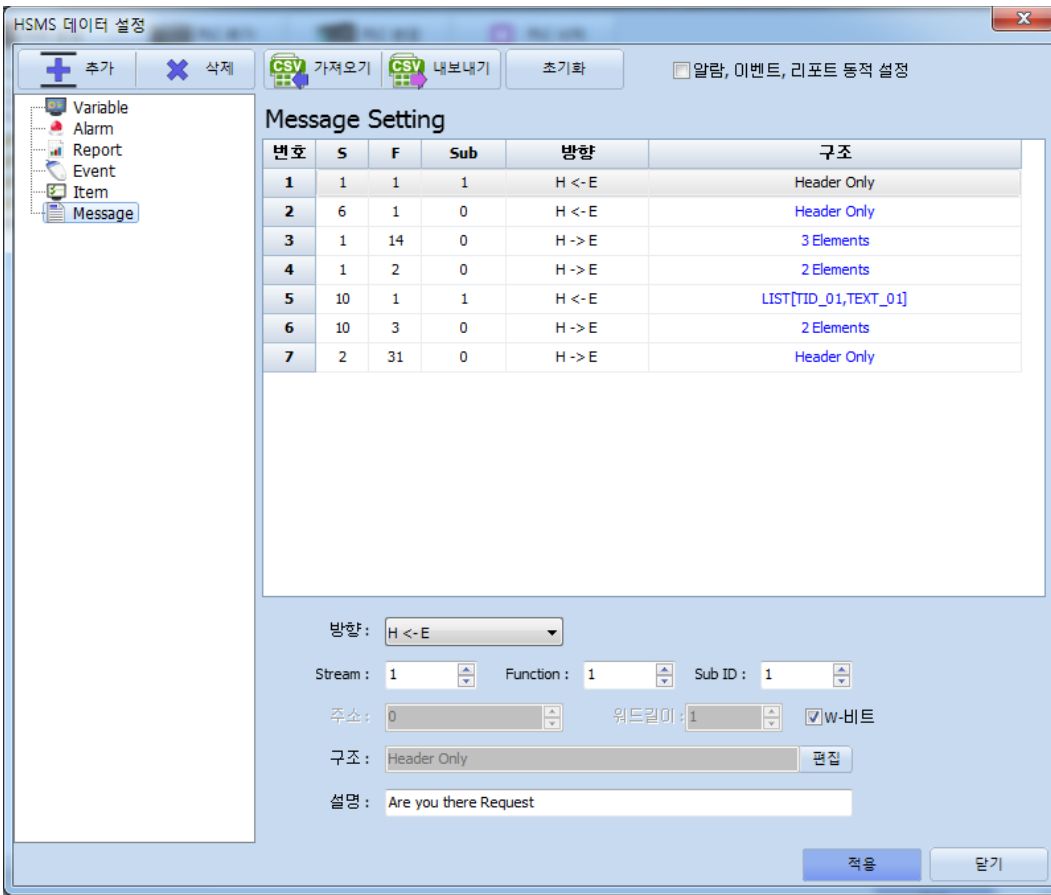 HSMS 데이터 설정
추가 삭제 CSV 가져오기 CSV 내보내기 초기화 알람, 이벤트, 리포트 동적 설정
Variable
Alarm
Report
Event
Item
Message
Message Setting
번호 S F Sub 방향 구조
1 1 1 1 H <- E Header Only
2 6 1 0 H <- E Header Only
3 1 14 0 H -> E 3 Elements
4 1 2 0 H -> E 2 Elements
5 10 1 1 H <- E LIST[TID_01,TEXT_01]
6 10 3 0 H -> E 2 Elements
7 2 31 0 H -> E Header Only
방향 : H <- E
Stream : 1 Function : 1 Sub ID : 1
주소 : 0 워드길이 : 1 W-비트
구조 : Header Only 편집
설명 : Are you there Request
적용 닫기